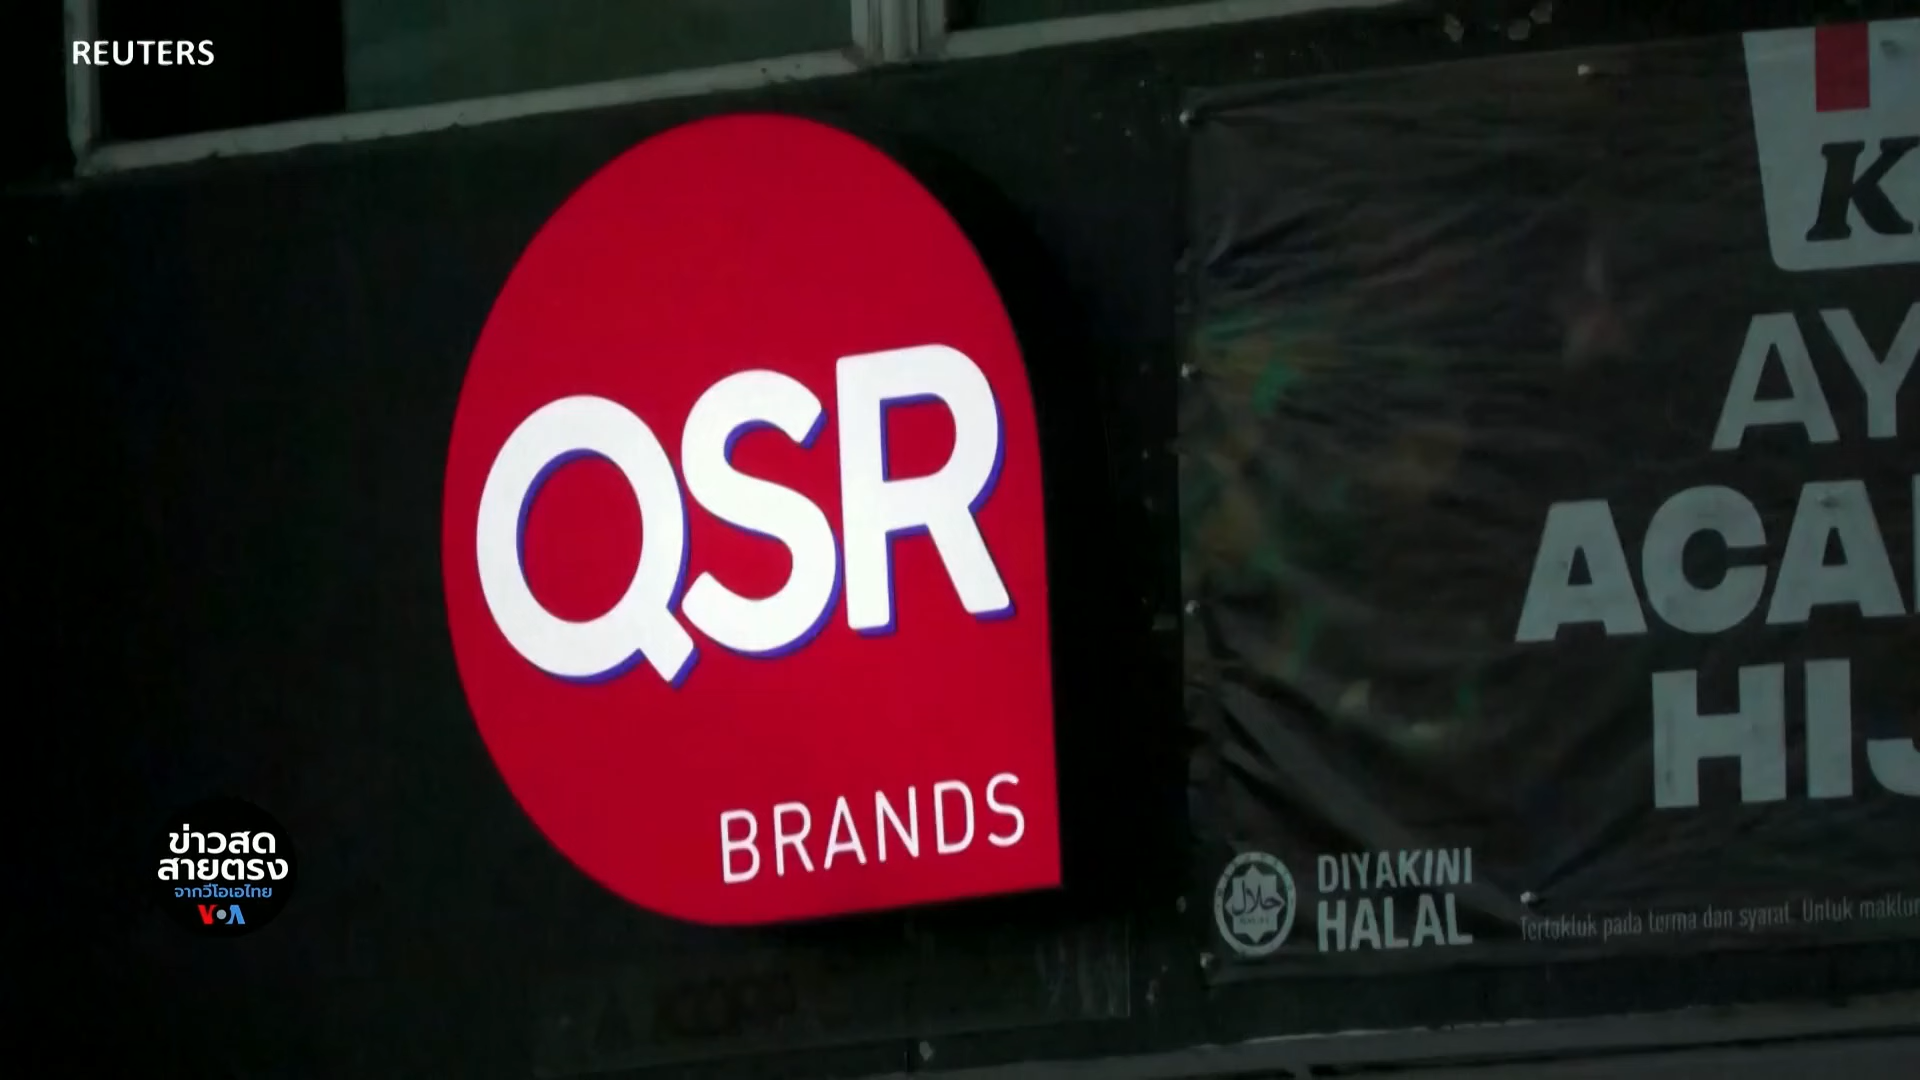 REUTERS
QSR
BRANDS
K
AY
ACA
HIJ
DIYAKINI
HALAL
حلال
Tertakluk pada terma dan syarat. Untuk
ข่าวสด
สายตรง
จากวีโอเอไทย
VOA